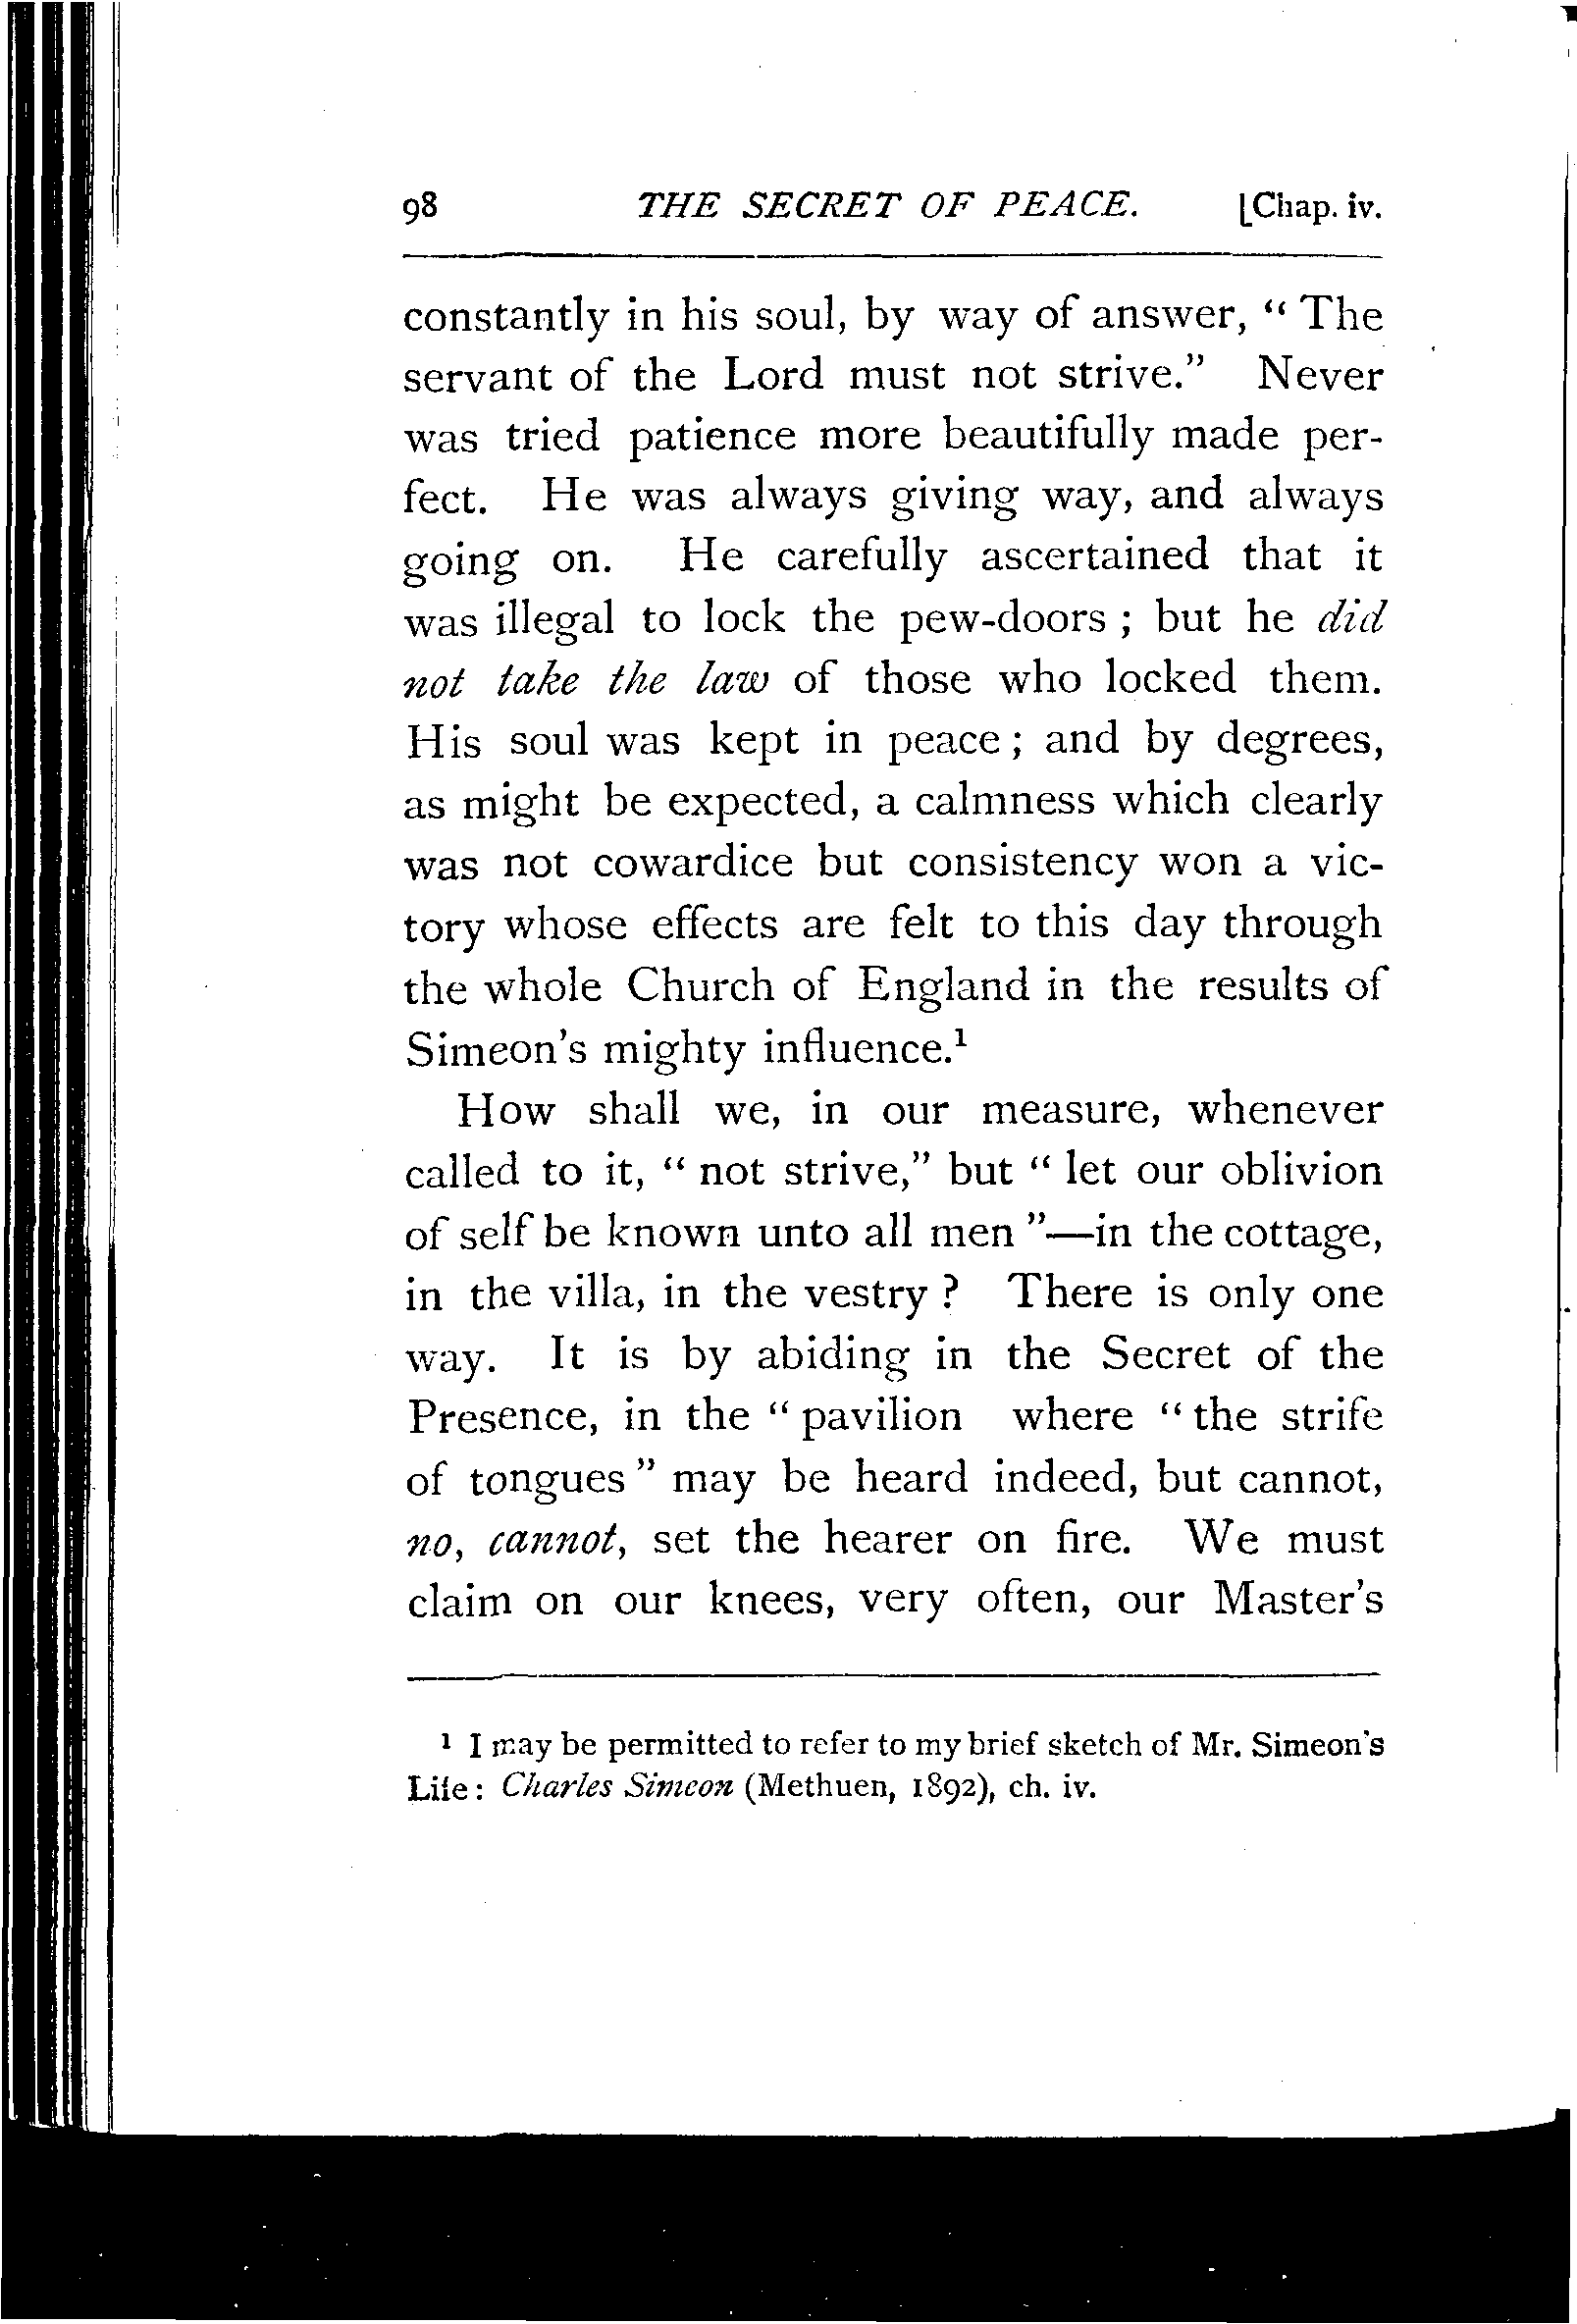 98 THE SECRET OF PEACE. [Chap. iv.
constantly in his soul, by way of answer, “ The
servant of the Lord must not strive.” Never
was tried patience more beautifully made per-
fect. He was always giving way, and always
going on. He carefully ascertained that it
was illegal to lock the pew-doors ; but he did
not take the law of those who locked them.
His soul was kept in peace ; and by degrees,
as might be expected, a calmness which clearly
was not cowardice but consistency won a vic-
tory whose effects are felt to this day through
the whole Church of England in the results of
Simeon’s mighty influence.¹
How shall we, in our measure, whenever
called to it, “ not strive,” but “ let our oblivion
of self be known unto all men ”—in the cottage,
in the villa, in the vestry ? There is only one
way. It is by abiding in the Secret of the
Presence, in the “ pavilion where “ the strife
of tongues ” may be heard indeed, but cannot,
no, cannot, set the hearer on fire. We must
claim on our knees, very often, our Master’s
¹ I may be permitted to refer to my brief sketch of Mr. Simeon’s
Life : Charles Simeon (Methuen, 1892), ch. iv.